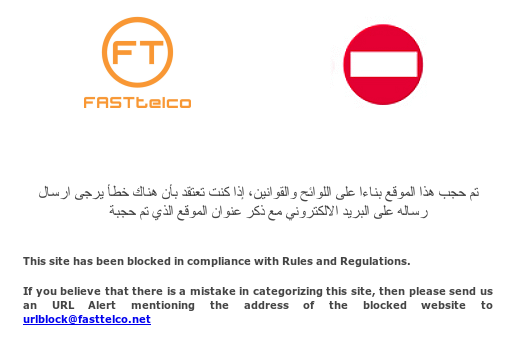 FT
FASTtelco
تم حجب هذا الموقع بناءا على اللوائح والقوانين، إذا كنت تعتقد بأن هناك خطأ يرجى ارسال
رساله على البريد الالكتروني مع ذكر عنوان الموقع الذي تم حجبة
This site has been blocked in compliance with Rules and Regulations.
If you believe that there is a mistake in categorizing this site, then please send us
an URL Alert mentioning the address of the blocked website to
urlblock@fasttelco.net